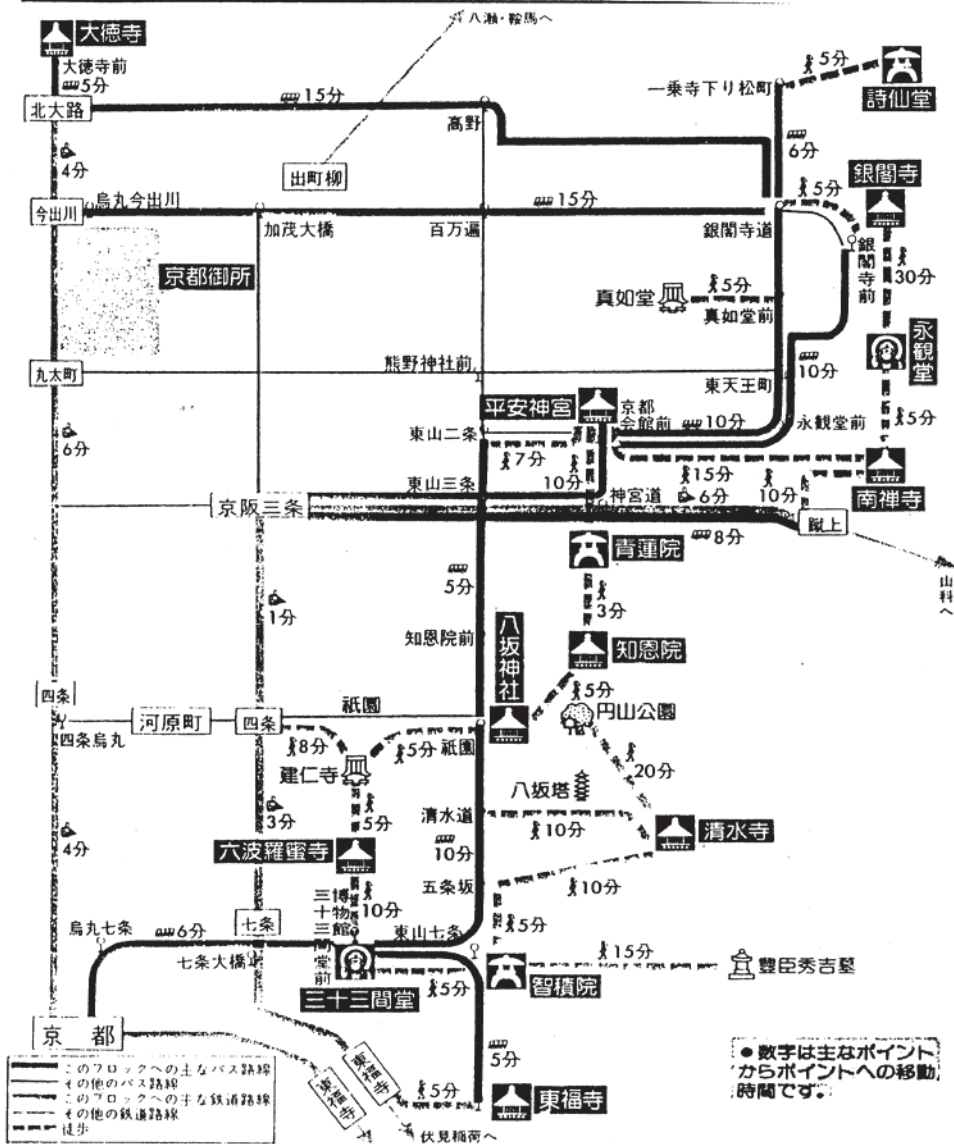 八瀬・鞍馬へ
大徳寺
大徳寺前
5分
北大路
15分
高野
一乗寺下り松町
5分
詩仙堂
4分
出町柳
6分
銀閣寺
烏丸今出川
今出川
加茂大橋
百万遍
15分
銀閣寺道
5分
銀閣寺前
30分
京都御所
真如堂
5分
真如堂前
永観堂
丸太町
熊野神社前
東天王町
10分
平安神宮
京都会館前
10分
永観堂前
5分
6分
東山二条
7分
15分
南禅寺
東山三条
10分
神宮道
6分
10分
京阪三条
蹴上
8分
青蓮院
山科へ
5分
3分
1分
知恩院前
八坂神社
知恩院
四条
四条烏丸
河原町
四条
祇園
祇園
5分
円山公園
8分
5分
建仁寺
20分
八坂塔
清水道
10分
清水寺
3分
5分
4分
六波羅蜜寺
10分
五条坂
10分
博物館三十三間堂前
10分
5分
烏丸七条
6分
七条
七条大橋
東山七条
15分
豊臣秀吉墓
智積院
三十三間堂
5分
京都
5分
東福寺
東福寺
5分
東福寺
伏見稲荷へ
このブロックへの主なバス路線
その他のバス路線
このブロックへの主な鉄道路線
その他の鉄道路線
徒歩
●数字は主なポイント
からポイントへの移動
時間です。